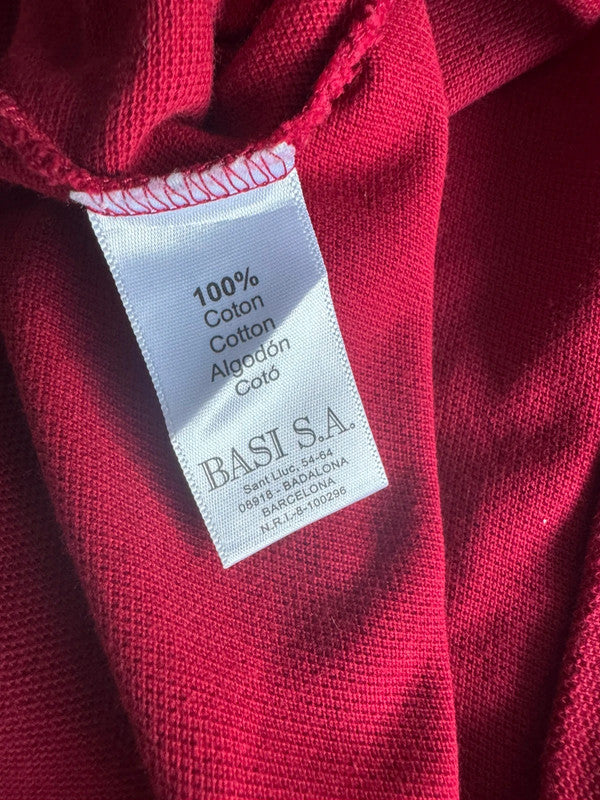 100%
Coton
Cotton
Algodón
Cotó
BASI S.A.
Sant Lluc, 54-64
08918 - BADALONA
BARCELONA
N.R.I.-8-100296